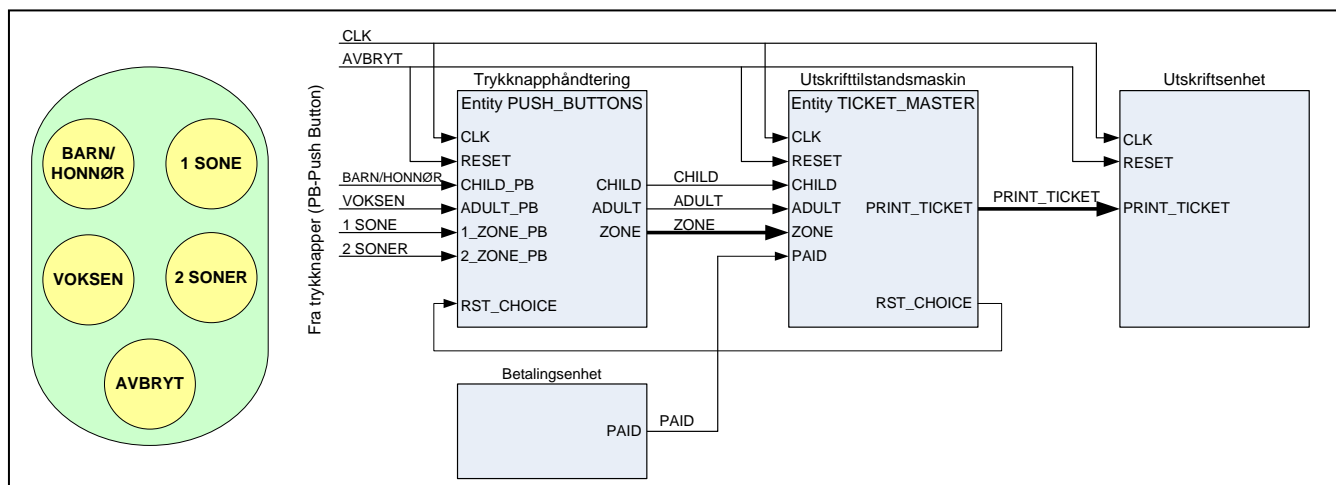 BARN/
HONNØR
1 SONE
VOKSEN
2 SONER
AVBRYT
Fra trykknapper (PB-Push Button)
CLK
AVBRYT
BARN/HONNØR
VOKSEN
1 SONE
2 SONER
Trykknapphåndtering
Entity PUSH_BUTTONS
CLK
RESET
CHILD_PB
ADULT_PB
1_ZONE_PB
2_ZONE_PB
RST_CHOICE
CHILD
ADULT
ZONE
CHILD
ADULT
ZONE
Utskrifttilstandsmaskin
Entity TICKET_MASTER
CLK
RESET
CHILD
ADULT
ZONE
PAID
PRINT_TICKET
RST_CHOICE
PRINT_TICKET
Utskriftsenhet
CLK
RESET
PRINT_TICKET
Betalingsenhet
PAID
PAID